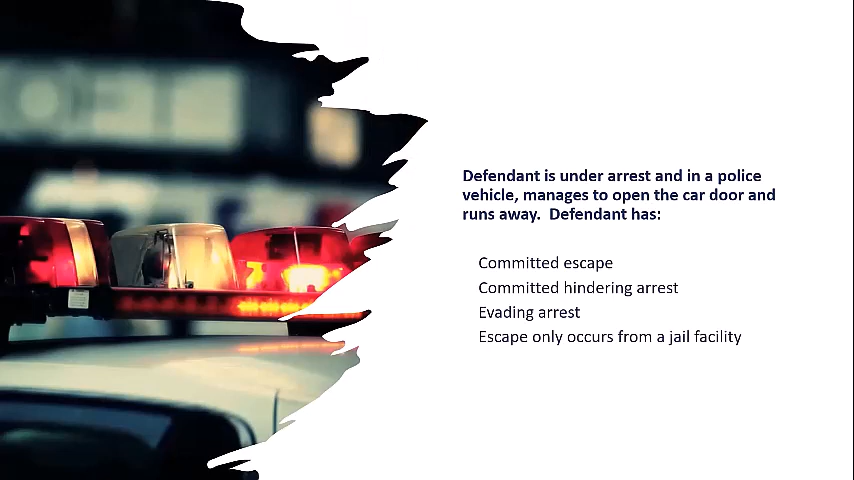 Defendant is under arrest and in a police
vehicle, manages to open the car door and
runs away.  Defendant has:
Committed escape
Committed hindering arrest
Evading arrest
Escape only occurs from a jail facility